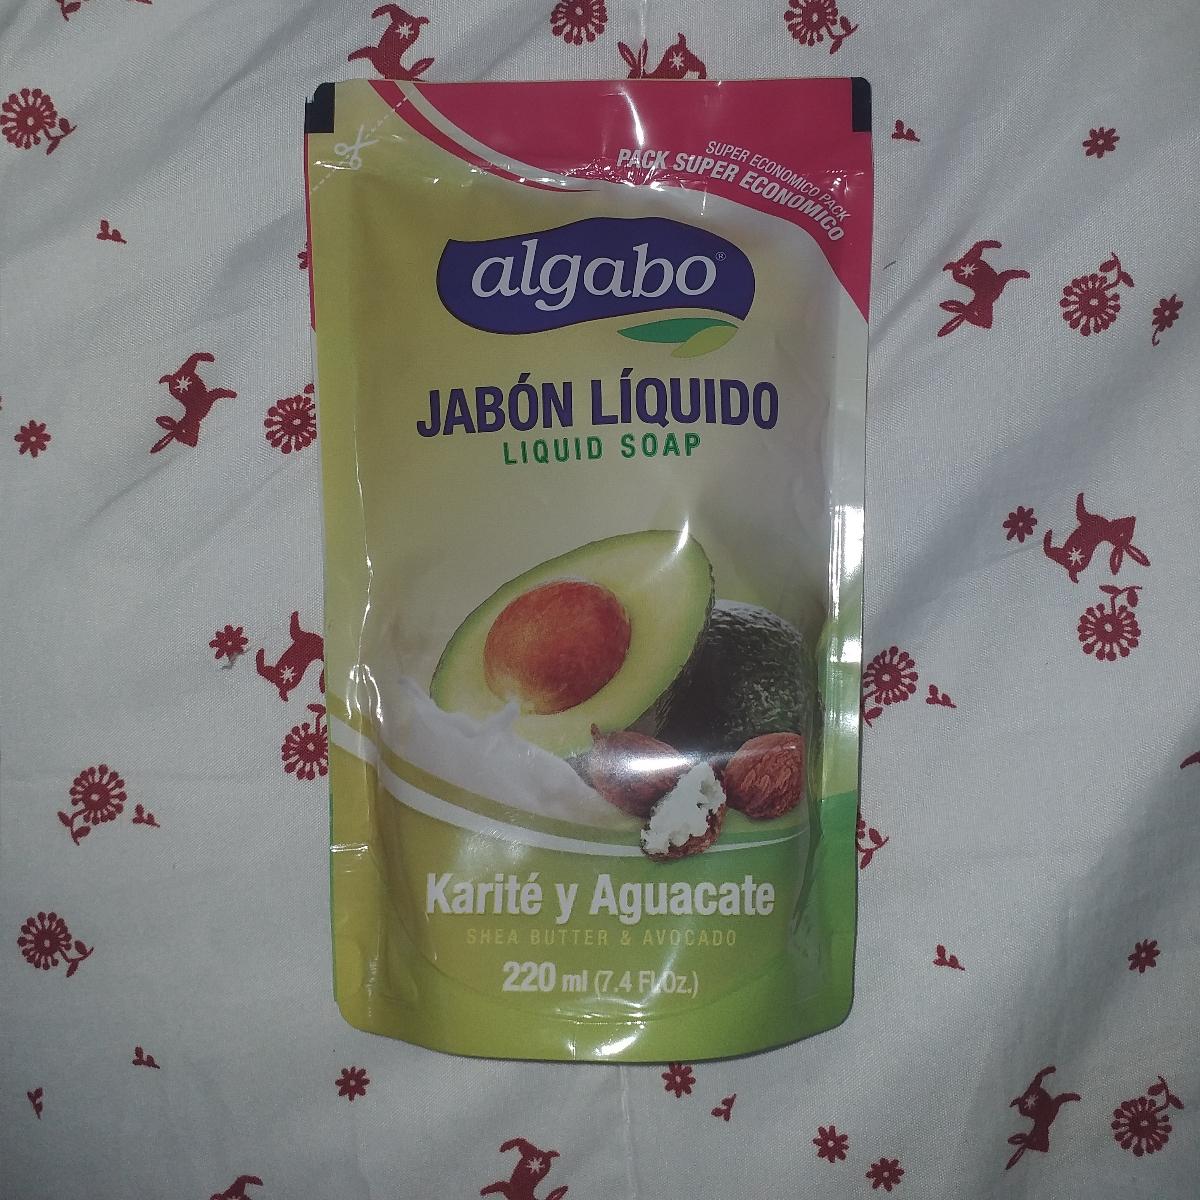 SUPER ECONOMICO PACK
PACK SUPER ECONOMICO
algabo®
JABÓN LÍQUIDO
LIQUID SOAP
Karité y Aguacate
SHEA BUTTER & AVOCADO
220 ml (7.4 Fl.Oz.)